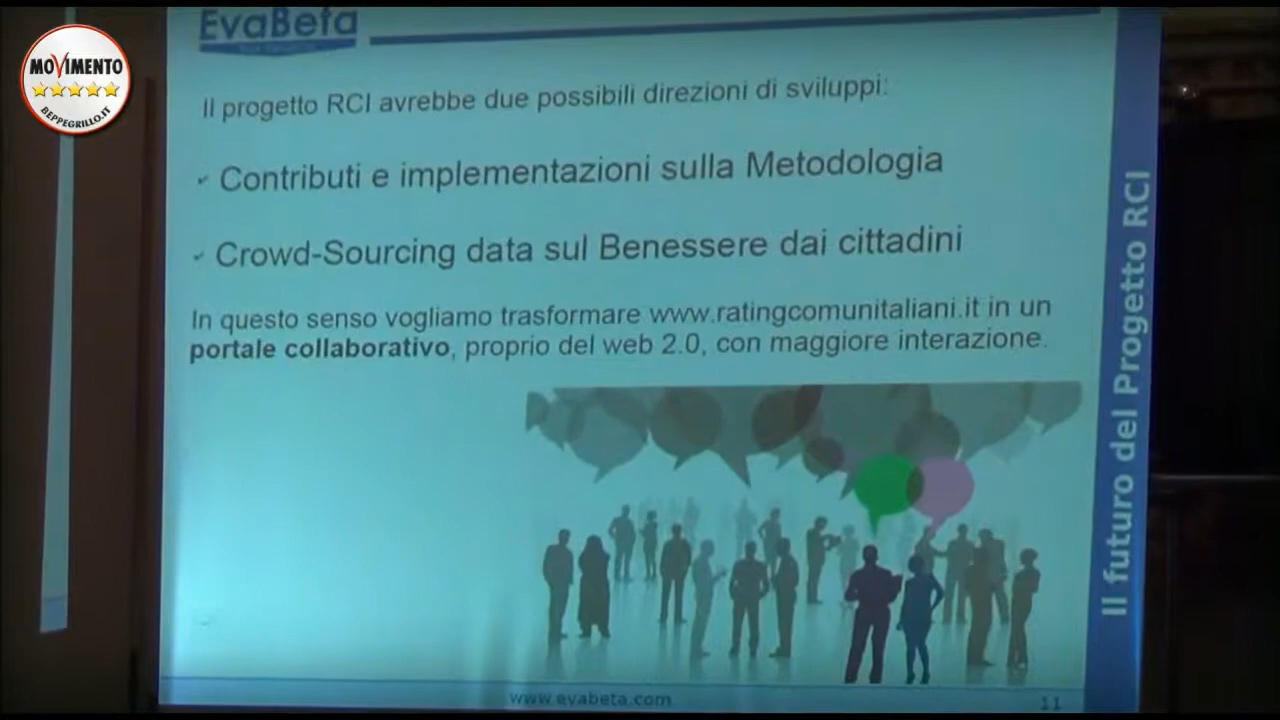 EvaBeta
MOVIMENTO
BEPPEGRILLO.IT
Il progetto RCI avrebbe due possibili direzioni di sviluppi:
✓ Contributi e implementazioni sulla Metodologia
✓ Crowd-Sourcing data sul Benessere dai cittadini
In questo senso vogliamo trasformare www.ratingcomunitaliani.it in un
portale collaborativo, proprio del web 2.0, con maggiore interazione.
Il futuro del Progetto RCI
www.evabeta.com
11